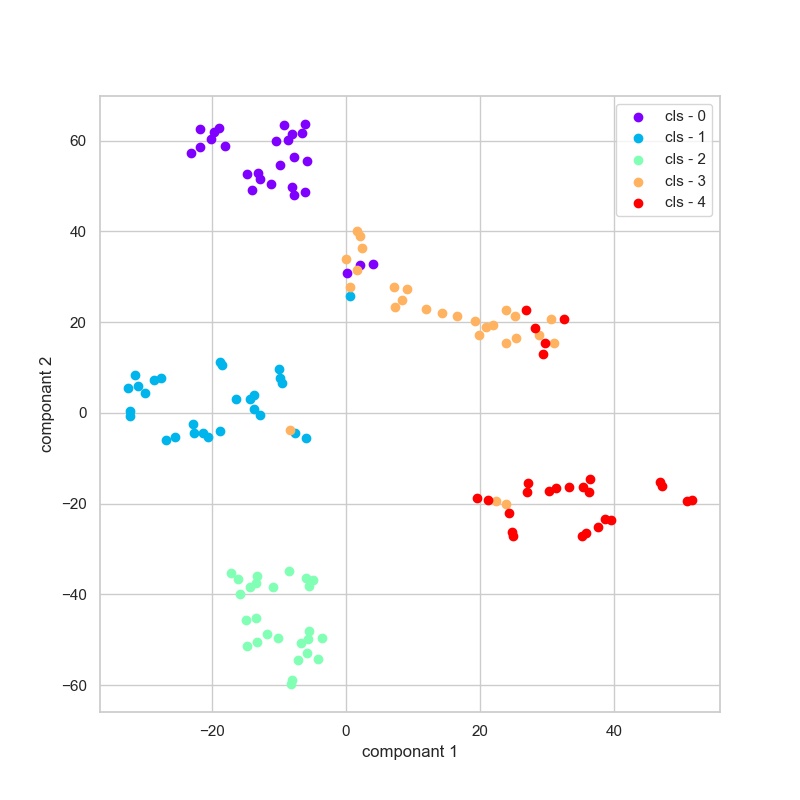 cls - 0
cls - 1
cls - 2
cls - 3
cls - 4
60
40
20
0
−20
−40
−60
componant 2
−20
0
20
40
componant 1